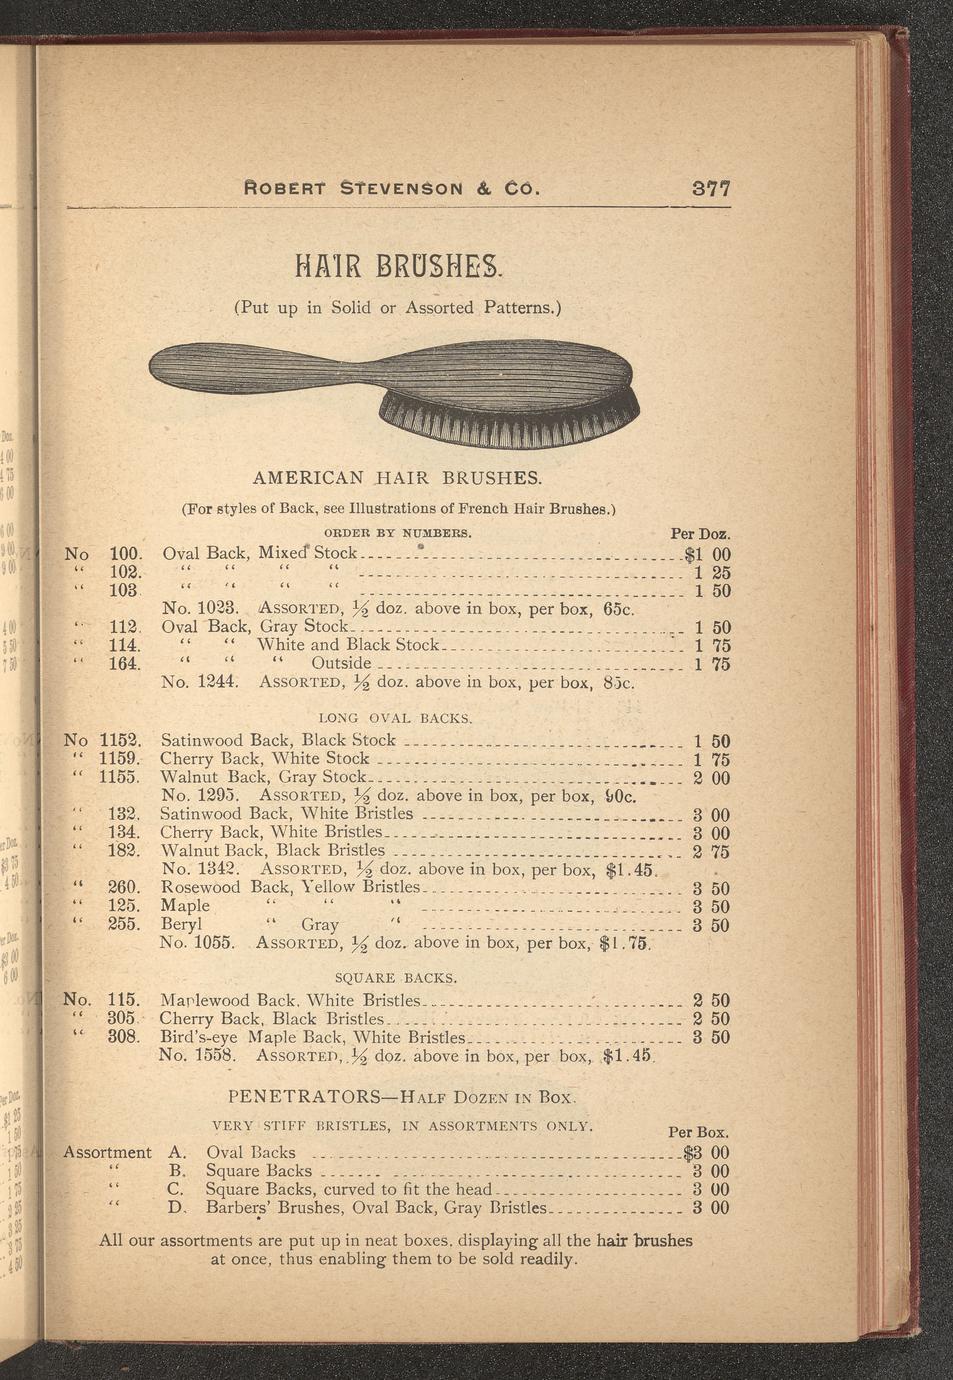 ROBERT STEVENSON & CO. 377
HAIR BRUSHES.
(Put up in Solid or Assorted Patterns.)
AMERICAN HAIR BRUSHES.
(For styles of Back, see Illustrations of French Hair Brushes.)
ORDER BY NUMBERS. Per Doz.
No 100. Oval Back, Mixed Stock $1 00
“ 102. “ “ “ “ 1 25
“ 103 “ “ “ “ 1 50
No. 1023. ASSORTED, ½ doz. above in box, per box, 65c.
“ 112. Oval Back, Gray Stock 1 50
“ 114. “ “ White and Black Stock 1 75
“ 164. “ “ “ Outside 1 75
No. 1244. ASSORTED, ½ doz. above in box, per box, 85c.
LONG OVAL BACKS.
No 1152. Satinwood Back, Black Stock 1 50
“ 1159. Cherry Back, White Stock 1 75
“ 1155. Walnut Back, Gray Stock 2 00
No. 1295. ASSORTED, ½ doz. above in box, per box, 90c.
“ 132. Satinwood Back, White Bristles 3 00
“ 134. Cherry Back, White Bristles 3 00
“ 182. Walnut Back, Black Bristles 2 75
No. 1342. ASSORTED, ½ doz. above in box, per box, $1.45.
“ 260. Rosewood Back, Yellow Bristles 3 50
“ 125. Maple “ “ “ 3 50
“ 255. Beryl “ Gray “ 3 50
No. 1055. ASSORTED, ½ doz. above in box, per box, $1.75.
SQUARE BACKS.
No. 115. Maplewood Back, White Bristles 2 50
“ 305. Cherry Back, Black Bristles 2 50
“ 308. Bird's-eye Maple Back, White Bristles 3 50
No. 1558. ASSORTED, ½ doz. above in box, per box, $1.45.
PENETRATORS—HALF DOZEN IN BOX.
VERY STIFF BRISTLES, IN ASSORTMENTS ONLY. Per Box.
Assortment A. Oval Backs $3 00
“ B. Square Backs 3 00
“ C. Square Backs, curved to fit the head 3 00
“ D. Barbers' Brushes, Oval Back, Gray Bristles 3 00
All our assortments are put up in neat boxes, displaying all the hair brushes
at once, thus enabling them to be sold readily.